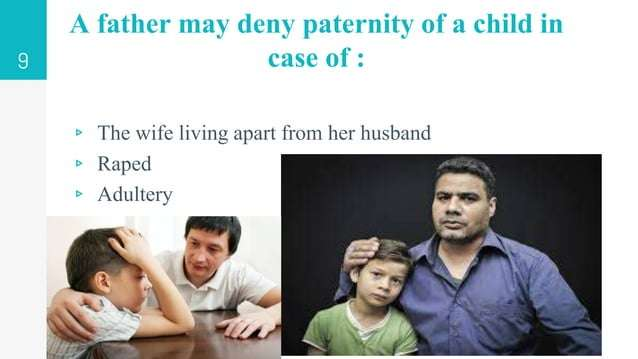 A father may deny paternity of a child in
case of :
9
The wife living apart from her husband
Raped
Adultery